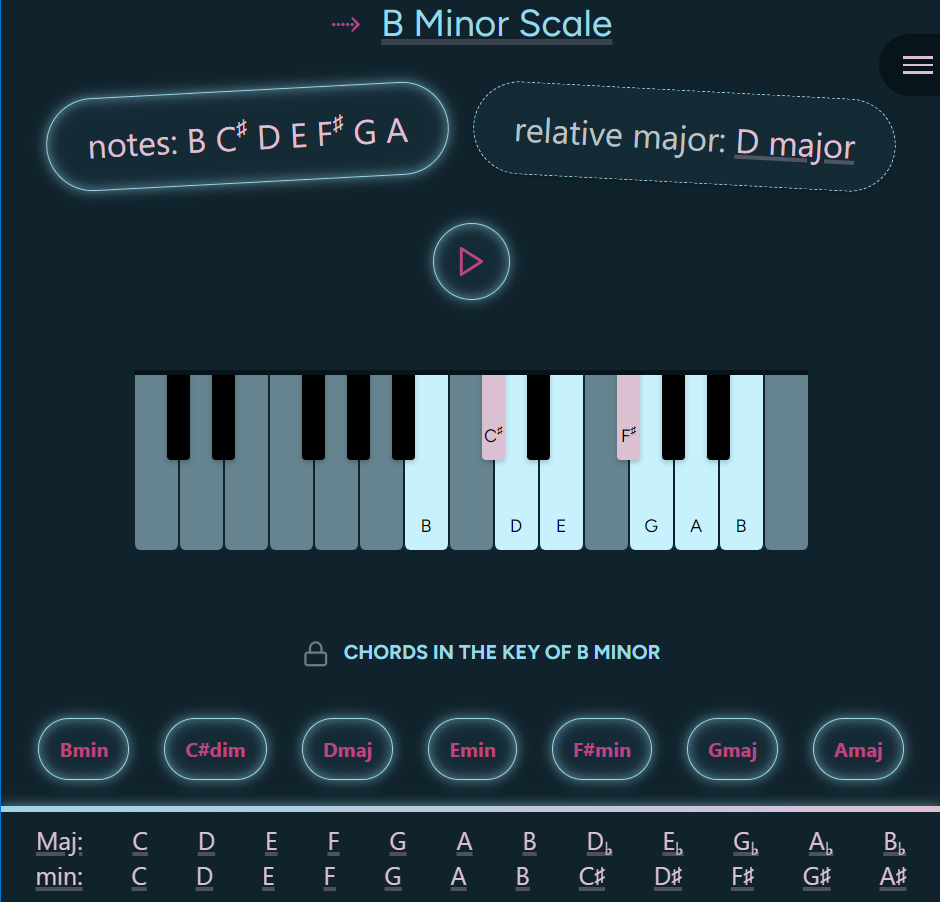 B Minor Scale
notes: B C♯ D E F♯ G A
relative major: D major
C♯ F♯
B D E G A B
CHORDS IN THE KEY OF B MINOR
Bmin C#dim Dmaj Emin F#min Gmaj Amaj
Maj: C D E F G A B D♭ E♭ G♭ A♭ B♭
min: C D E F G A B C♯ D♯ F♯ G♯ A♯